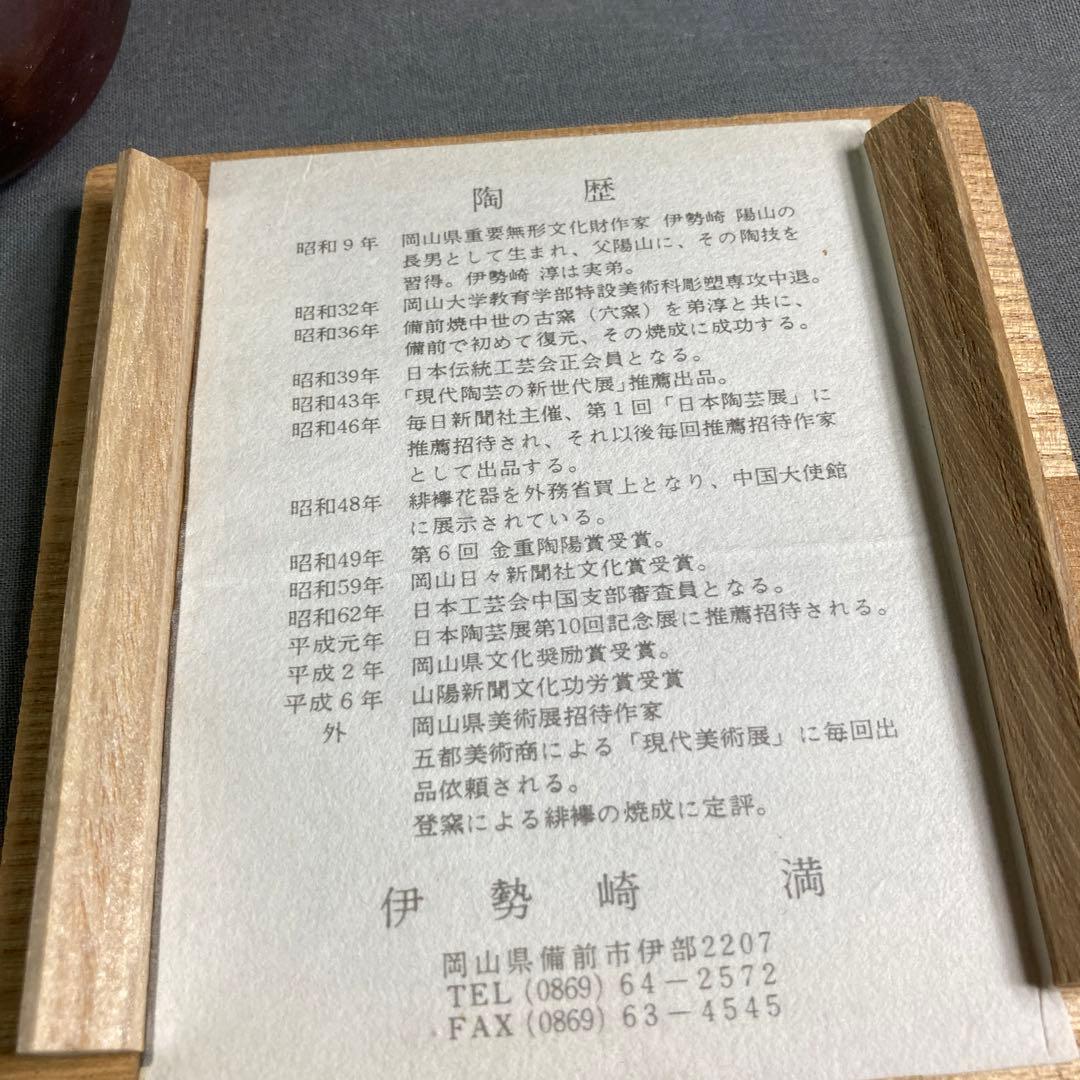 陶歴
昭和9年 岡山県重要無形文化財作家 伊勢崎 陽山の
長男として生まれ、父陽山に、その陶技を
習得。伊勢崎 淳は実弟。
昭和32年 岡山大学教育学部特設美術科彫塑専攻中退。
昭和36年 備前焼中世の古窯（穴窯）を弟淳と共に、
備前で初めて復元、その焼成に成功する。
昭和39年 日本伝統工芸会正会員となる。
昭和43年 「現代陶芸の新世代展」推薦出品。
昭和46年 毎日新聞社主催、第1回「日本陶芸展」に
推薦招待され、それ以後毎回推薦招待作家
として出品する。
昭和48年 緋襷花器を外務省買上となり、中国大使館
に展示されている。
昭和49年 第6回 金重陶陽賞受賞。
昭和59年 岡山日々新聞社文化賞受賞。
昭和62年 日本工芸会中国支部審査員となる。
平成元年 日本陶芸展第10回記念展に推薦招待される。
平成2年 岡山県文化奨励賞受賞。
平成6年 山陽新聞文化功労賞受賞
外 岡山県美術展招待作家
五都美術商による「現代美術展」に毎回出
品依頼される。
登窯による緋襷の焼成に定評。
伊勢崎 満
岡山県備前市伊部2207
TEL (0869) 64－2572
FAX (0869) 63－4545